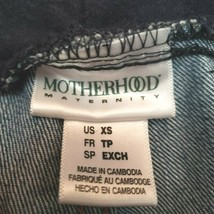 MOTHERHOOD®
MATERNITY
US XS
FR TP
SP EXCH
MADE IN CAMBODIA
FABRIQUÉ AU CAMBODGE
HECHO EN CAMBODIA